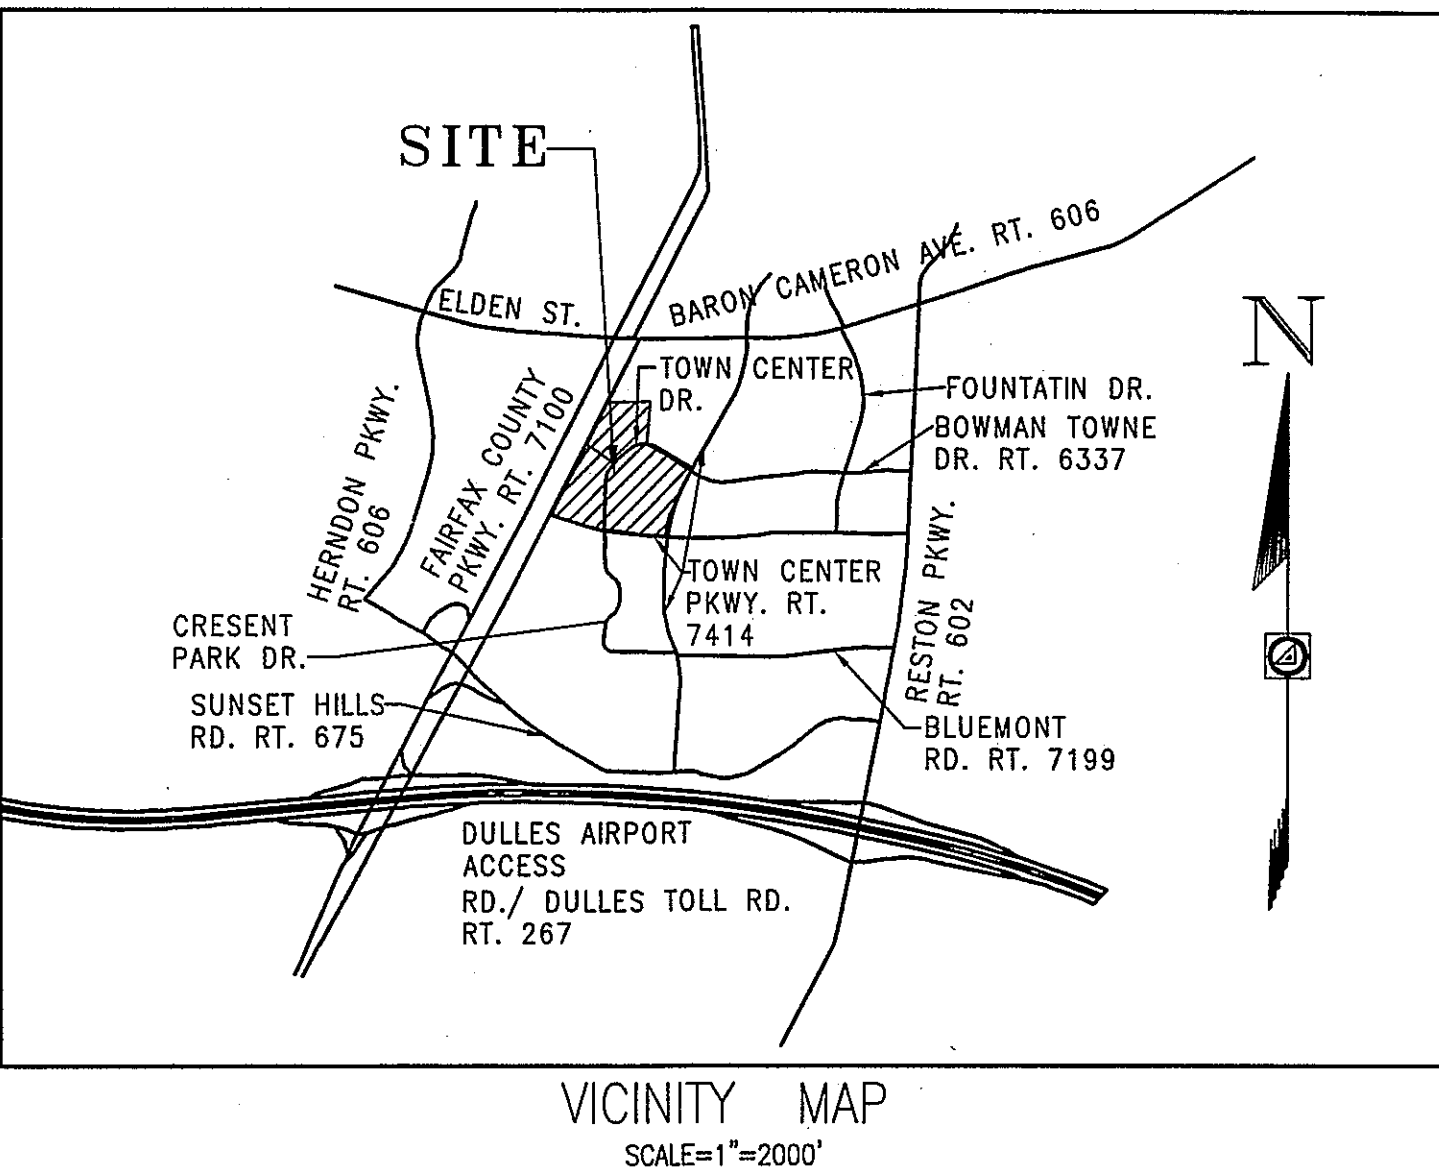 SITE
BARON CAMERON AVE. RT. 606
ELDEN ST.
N
TOWN CENTER
DR.
FOUNTATIN DR.
BOWMAN TOWNE
DR. RT. 6337
HERNDON PKWY.
RT. 606
FAIRFAX COUNTY
PKWY. RT. 7100
TOWN CENTER
PKWY. RT.
7414
RESTON PKWY.
RT. 602
CRESENT
PARK DR.
SUNSET HILLS
RD. RT. 675
BLUEMONT
RD. RT. 7199
DULLES AIRPORT
ACCESS
RD./ DULLES TOLL RD.
RT. 267
VICINITY MAP
SCALE=1"=2000'